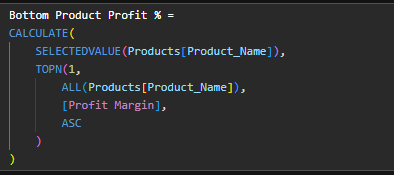 Bottom Product Profit % =
CALCULATE(
    SELECTEDVALUE(Products[Product_Name]),
    TOPN(1,
        ALL(Products[Product_Name]),
        [Profit Margin],
        ASC
    )
)